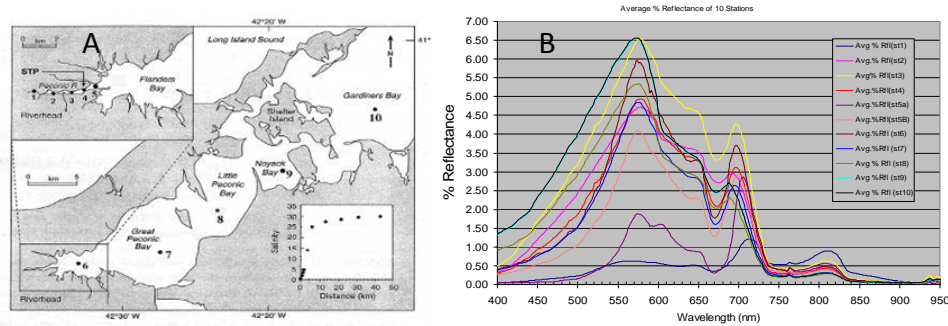 42°20' W
A
0 km 2
STP
Peconic R.
1 2 3 4 5
Riverhead
Flanders
Bay
Long Island Sound
41°
N
Gardiners Bay
10
Shelter
Island
0 km 5
Noyack
Bay
9
Little
Peconic
Bay
8
Great
Peconic
Bay
7
6
Riverhead
Salinity
35
30
25
20
15
10
5
0
0 10 20 30 40 50
Distance (km)
42°30' W
42°20' W
Average % Reflectance of 10 Stations
B
% Reflectance
7.00
6.50
6.00
5.50
5.00
4.50
4.00
3.50
3.00
2.50
2.00
1.50
1.00
0.50
0.00
400 450 500 550 600 650 700 750 800 850 900 950
Wavelength (nm)
Avg % Rfl(st1)
Avg.% Rfl(st2)
Avg% Rfl(st3)
Avg.%Rfl(st4)
Avg.%Rfl(st5a)
Avg.%Rfl(st5B)
Avg.%Rfl (st6)
Avg.%Rfl (st7)
Avg % Rfl (st8)
Avg %Rfl (st9)
Avg % Rfl (st10)